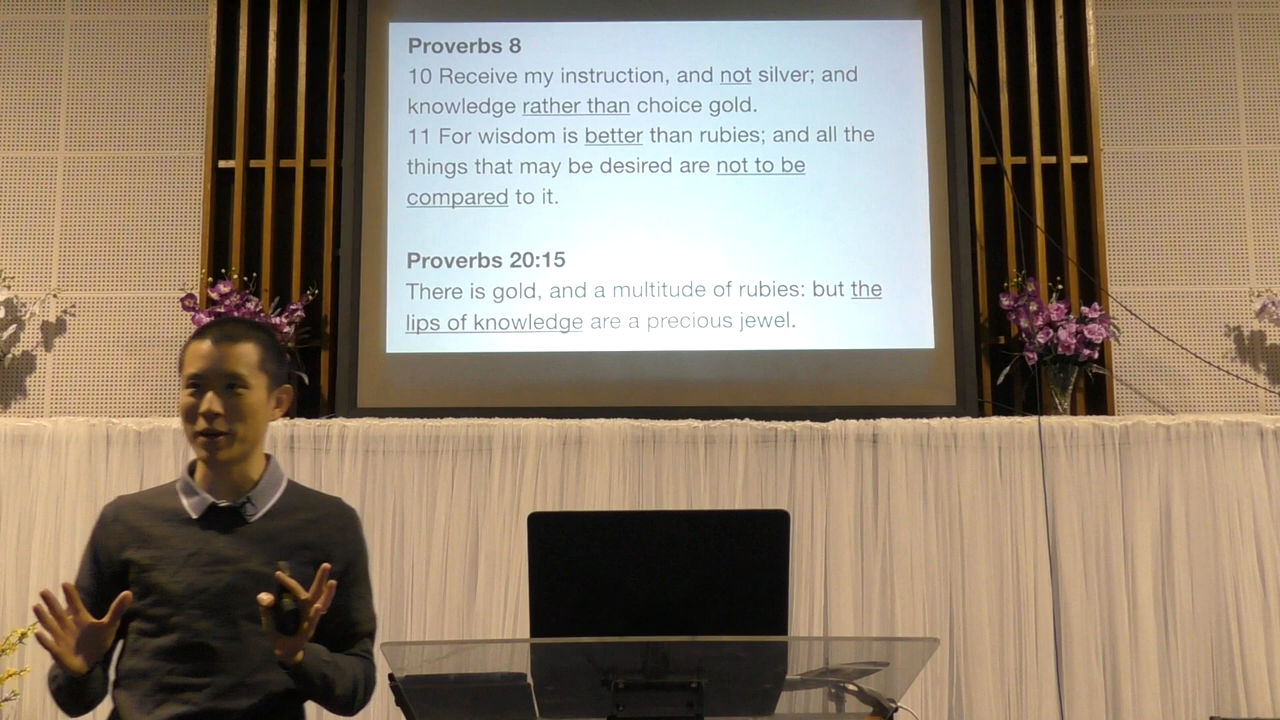 Proverbs 8
10 Receive my instruction, and not silver; and
knowledge rather than choice gold.
11 For wisdom is better than rubies; and all the
things that may be desired are not to be
compared to it.
Proverbs 20:15
There is gold, and a multitude of rubies: but the
lips of knowledge are a precious jewel.